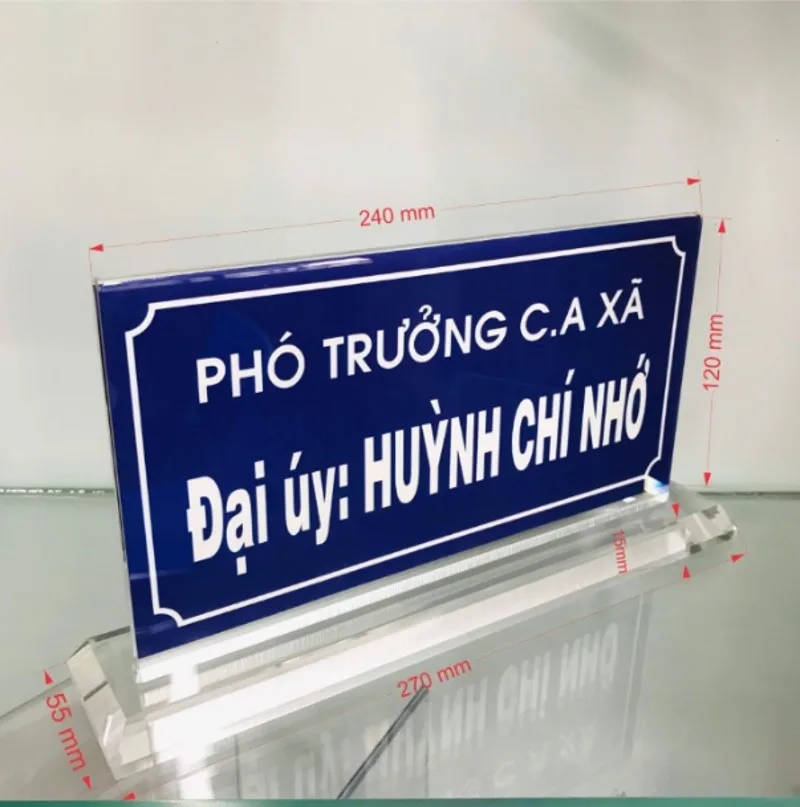 240 mm
PHÓ TRƯỞNG C.A XÃ
120 mm
Đại úy: HUỲNH CHÍ NHỚ
15mm
270 mm
55 mm